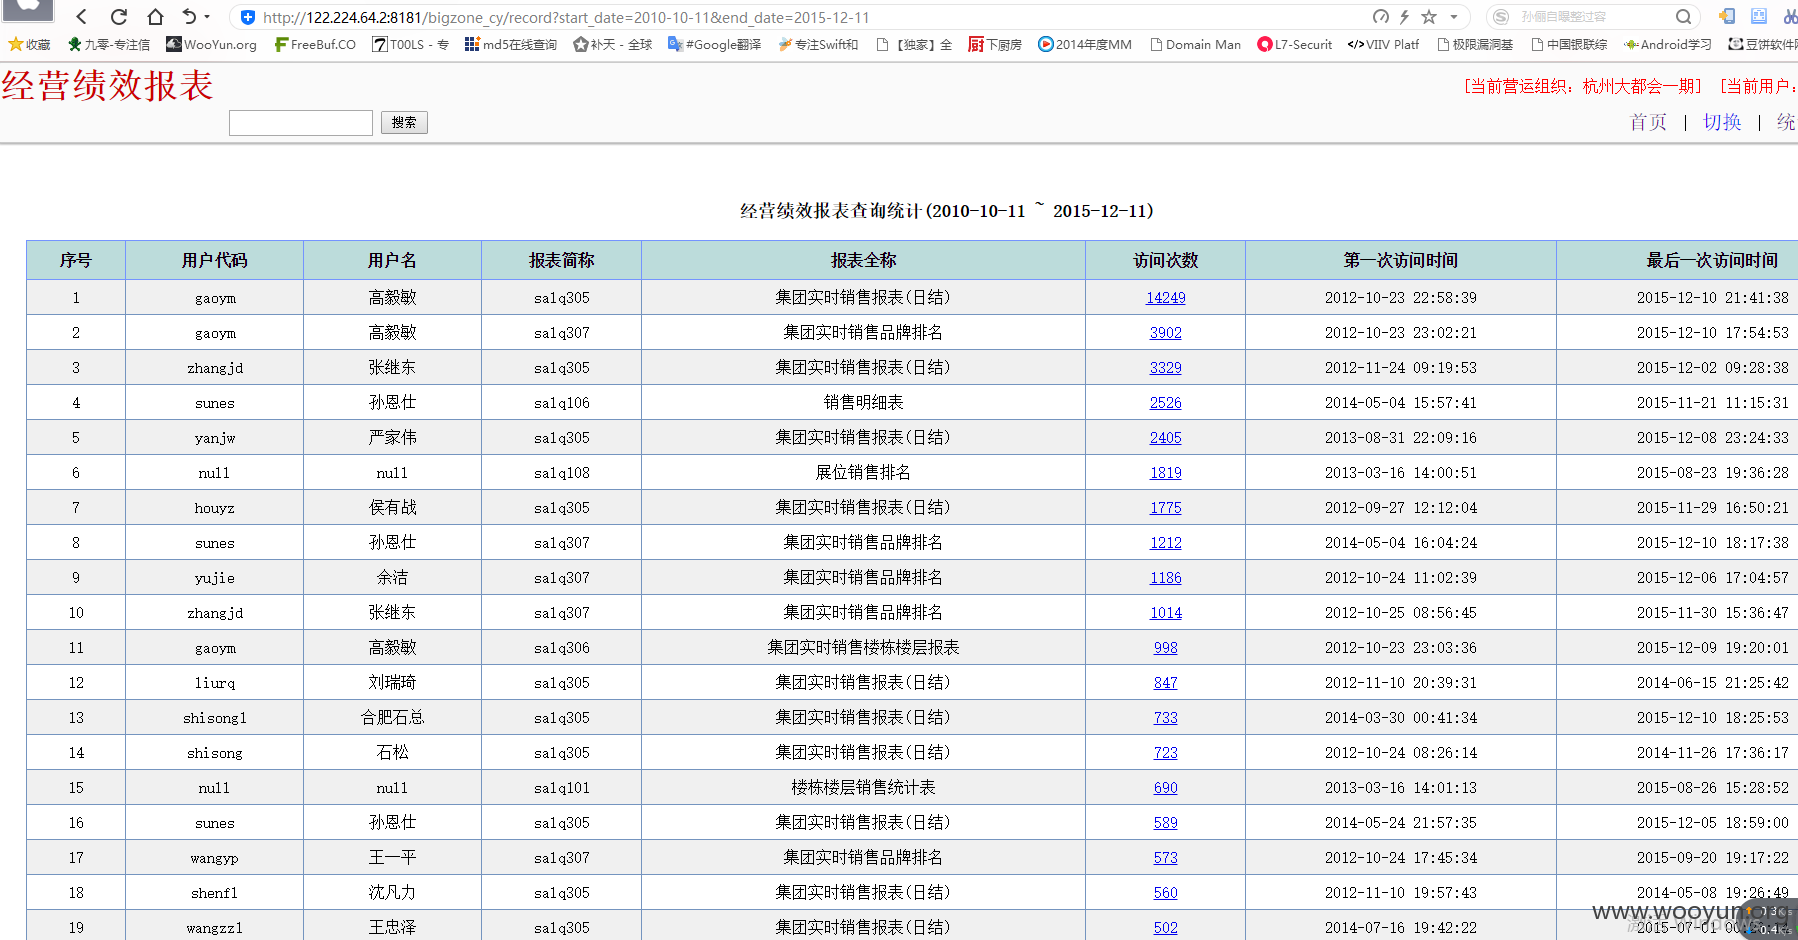 http://122.224.64.2:8181/bigzone_cy/record?start_date=2010-10-11&end_date=2015-12-11 孙俪自曝整过容
收藏 九零-专注信 WooYun.org FreeBuf.CO T00LS - 专 md5在线查询 补天 - 全球 #Google翻译 专注Swift和 【独家】全 下厨房 2014年度MM Domain Man L7-Securit VIIV Platf 极限漏洞基 中国银联综 Android学习 豆饼软件
经营绩效报表
[当前营运组织: 杭州大都会一期] [当前用户:
搜索
首页 | 切换 | 统
经营绩效报表查询统计(2010-10-11 ~ 2015-12-11)
序号 用户代码 用户名 报表简称 报表全称 访问次数 第一次访问时间 最后一次访问时间
1 gaoym 高毅敏 salq305 集团实时销售报表(日结) 14249 2012-10-23 22:58:39 2015-12-10 21:41:38
2 gaoym 高毅敏 salq307 集团实时销售品牌排名 3902 2012-10-23 23:02:21 2015-12-10 17:54:53
3 zhangjd 张继东 salq305 集团实时销售报表(日结) 3329 2012-11-24 09:19:53 2015-12-02 09:28:38
4 sunes 孙恩仕 salq106 销售明细表 2526 2014-05-04 15:57:41 2015-11-21 11:15:31
5 yanjw 严家伟 salq305 集团实时销售报表(日结) 2405 2013-08-31 22:09:16 2015-12-08 23:24:33
6 null null salq108 展位销售排名 1819 2013-03-16 14:00:51 2015-08-23 19:36:28
7 houyz 侯有战 salq305 集团实时销售报表(日结) 1775 2012-09-27 12:12:04 2015-11-29 16:50:21
8 sunes 孙恩仕 salq307 集团实时销售品牌排名 1212 2014-05-04 16:04:24 2015-12-10 18:17:38
9 yujie 余洁 salq307 集团实时销售品牌排名 1186 2012-10-24 11:02:39 2015-12-06 17:04:57
10 zhangjd 张继东 salq307 集团实时销售品牌排名 1014 2012-10-25 08:56:45 2015-11-30 15:36:47
11 gaoym 高毅敏 salq306 集团实时销售楼栋楼层报表 998 2012-10-23 23:03:36 2015-12-09 19:20:01
12 liurq 刘瑞琦 salq305 集团实时销售报表(日结) 847 2012-11-10 20:39:31 2014-06-15 21:25:42
13 shisong1 合肥石总 salq305 集团实时销售报表(日结) 733 2014-03-30 00:41:34 2015-12-10 18:25:53
14 shisong 石松 salq305 集团实时销售报表(日结) 723 2012-10-24 08:26:14 2014-11-26 17:36:17
15 null null salq101 楼栋楼层销售统计表 690 2013-03-16 14:01:13 2015-08-26 15:28:52
16 sunes 孙恩仕 salq305 集团实时销售报表(日结) 589 2014-05-24 21:57:35 2015-12-05 18:59:00
17 wangyp 王一平 salq307 集团实时销售品牌排名 573 2012-10-24 17:45:34 2015-09-20 19:17:22
18 shenfl 沈凡力 salq305 集团实时销售报表(日结) 560 2012-11-10 19:57:43 2014-05-08 19:26:49
19 wangzz1 王忠泽 salq305 集团实时销售报表(日结) 502 2014-07-16 19:42:22 2015-07-01
www.wooyun.org
0.3K/s
0.4K/s